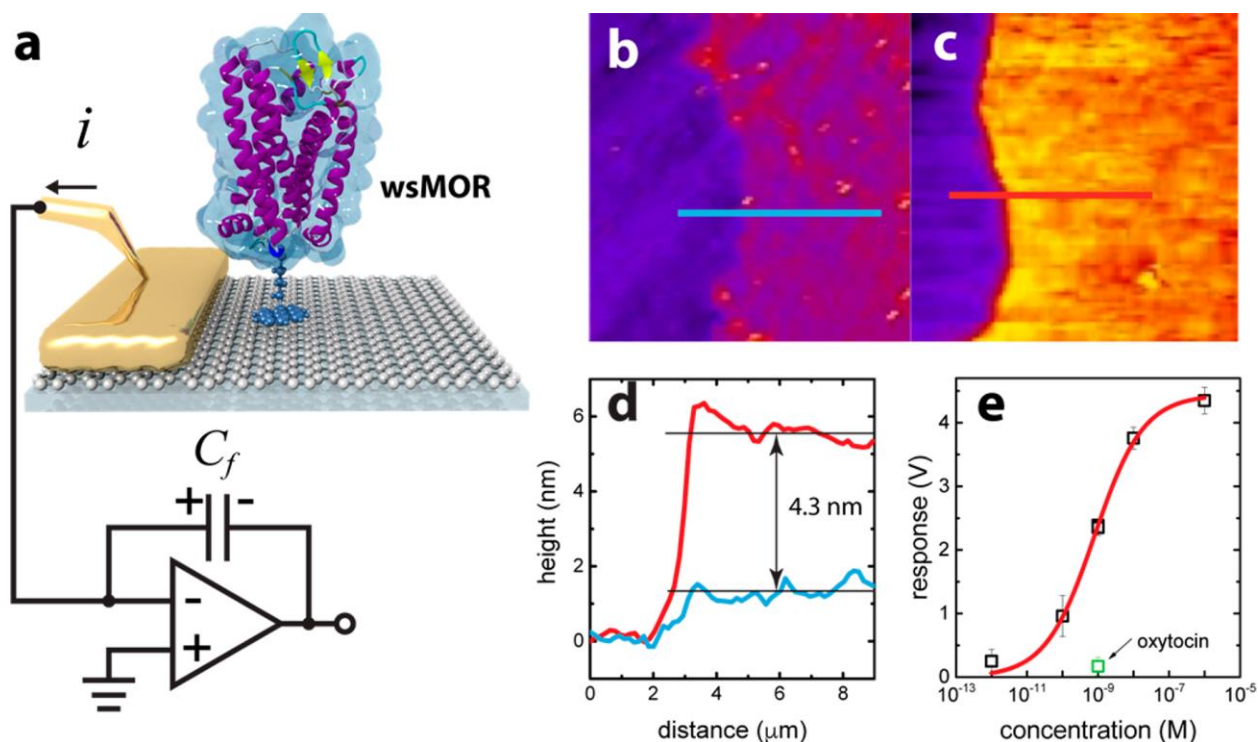 a
i
wsMOR
C_f
+ -
-
+
b
c
d
height (nm)
6
4
2
0
4.3 nm
0 2 4 6 8
distance (μm)
e
response (V)
4
3
2
1
0
oxytocin
10^-13 10^-11 10^-9 10^-7 10^-5
concentration (M)